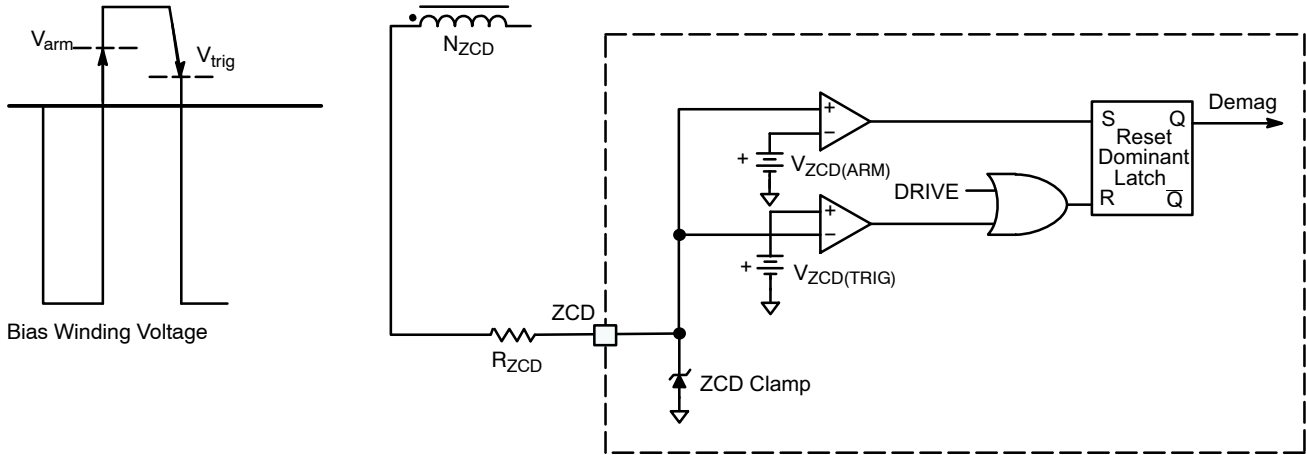 V_arm
V_trig
Bias Winding Voltage
N_ZCD
R_ZCD
ZCD
+
−
+
V_ZCD(ARM)
+
−
+
V_ZCD(TRIG)
ZCD Clamp
DRIVE
S Q
Reset
Dominant
Latch
R Q̅
Demag